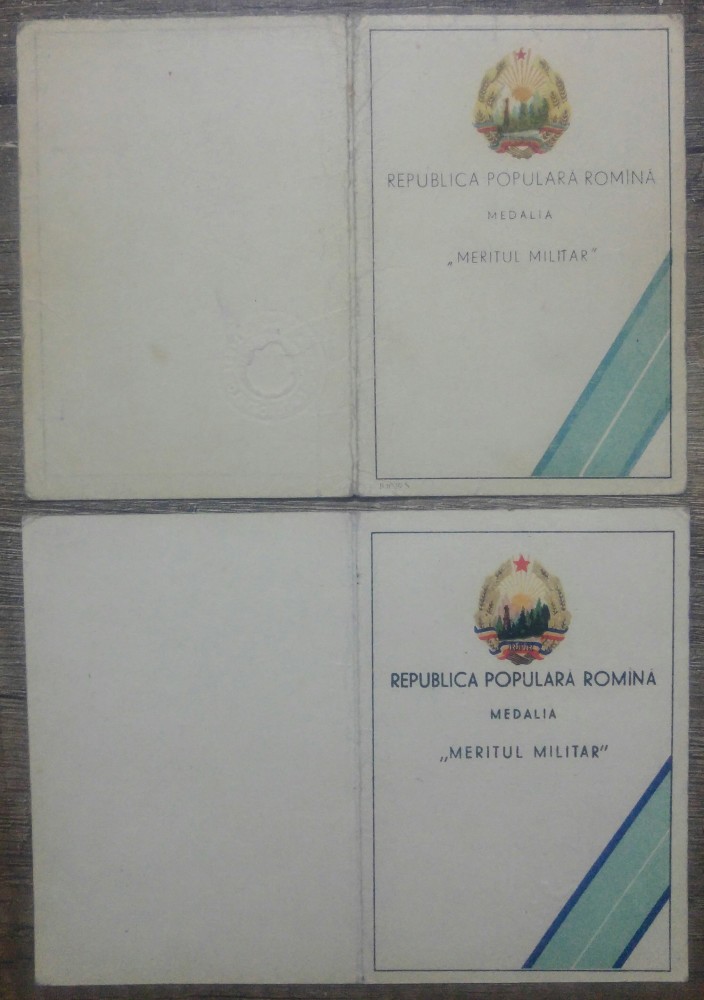 REPUBLICA POPULARĂ ROMÎNĂ
MEDALIA
„MERITUL MILITAR”
REPUBLICA POPULARĂ ROMÎNĂ
MEDALIA
„MERITUL MILITAR”